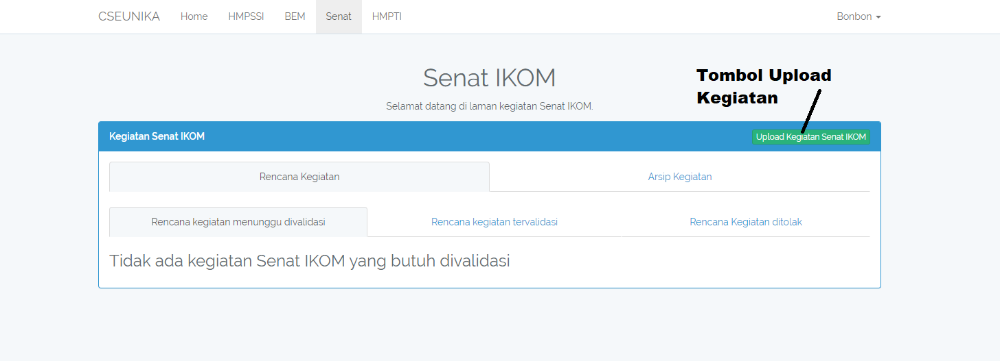 CSEUNIKA Home HMPSSI BEM Senat HMPTI Bonbon
Senat IKOM
Tombol Upload
Kegiatan
Selamat datang di laman kegiatan Senat IKOM.
Kegiatan Senat IKOM Upload Kegiatan Senat IKOM
Rencana Kegiatan Arsip Kegiatan
Rencana kegiatan menunggu divalidasi Rencana kegiatan tervalidasi Rencana Kegiatan ditolak
Tidak ada kegiatan Senat IKOM yang butuh divalidasi